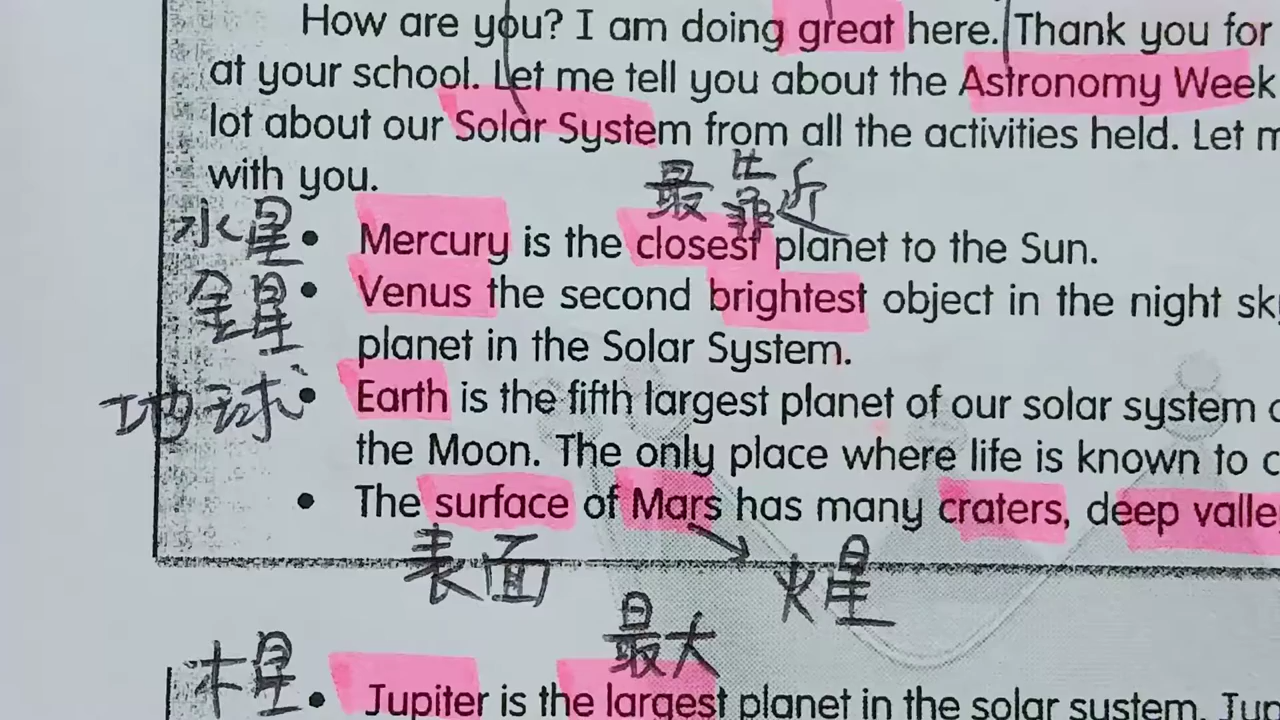 How are you? I am doing great here. Thank you for
at your school. Let me tell you about the Astronomy Week
lot about our Solar System from all the activities held. Let
with you.
最靠近
水星 • Mercury is the closest planet to the Sun.
金星 • Venus the second brightest object in the night
planet in the Solar System.
地球 • Earth is the fifth largest planet of our solar system
the Moon. The only place where life is known to
• The surface of Mars has many craters, deep
表面 火星
最大
木星 • Jupiter is the largest planet in the solar system.